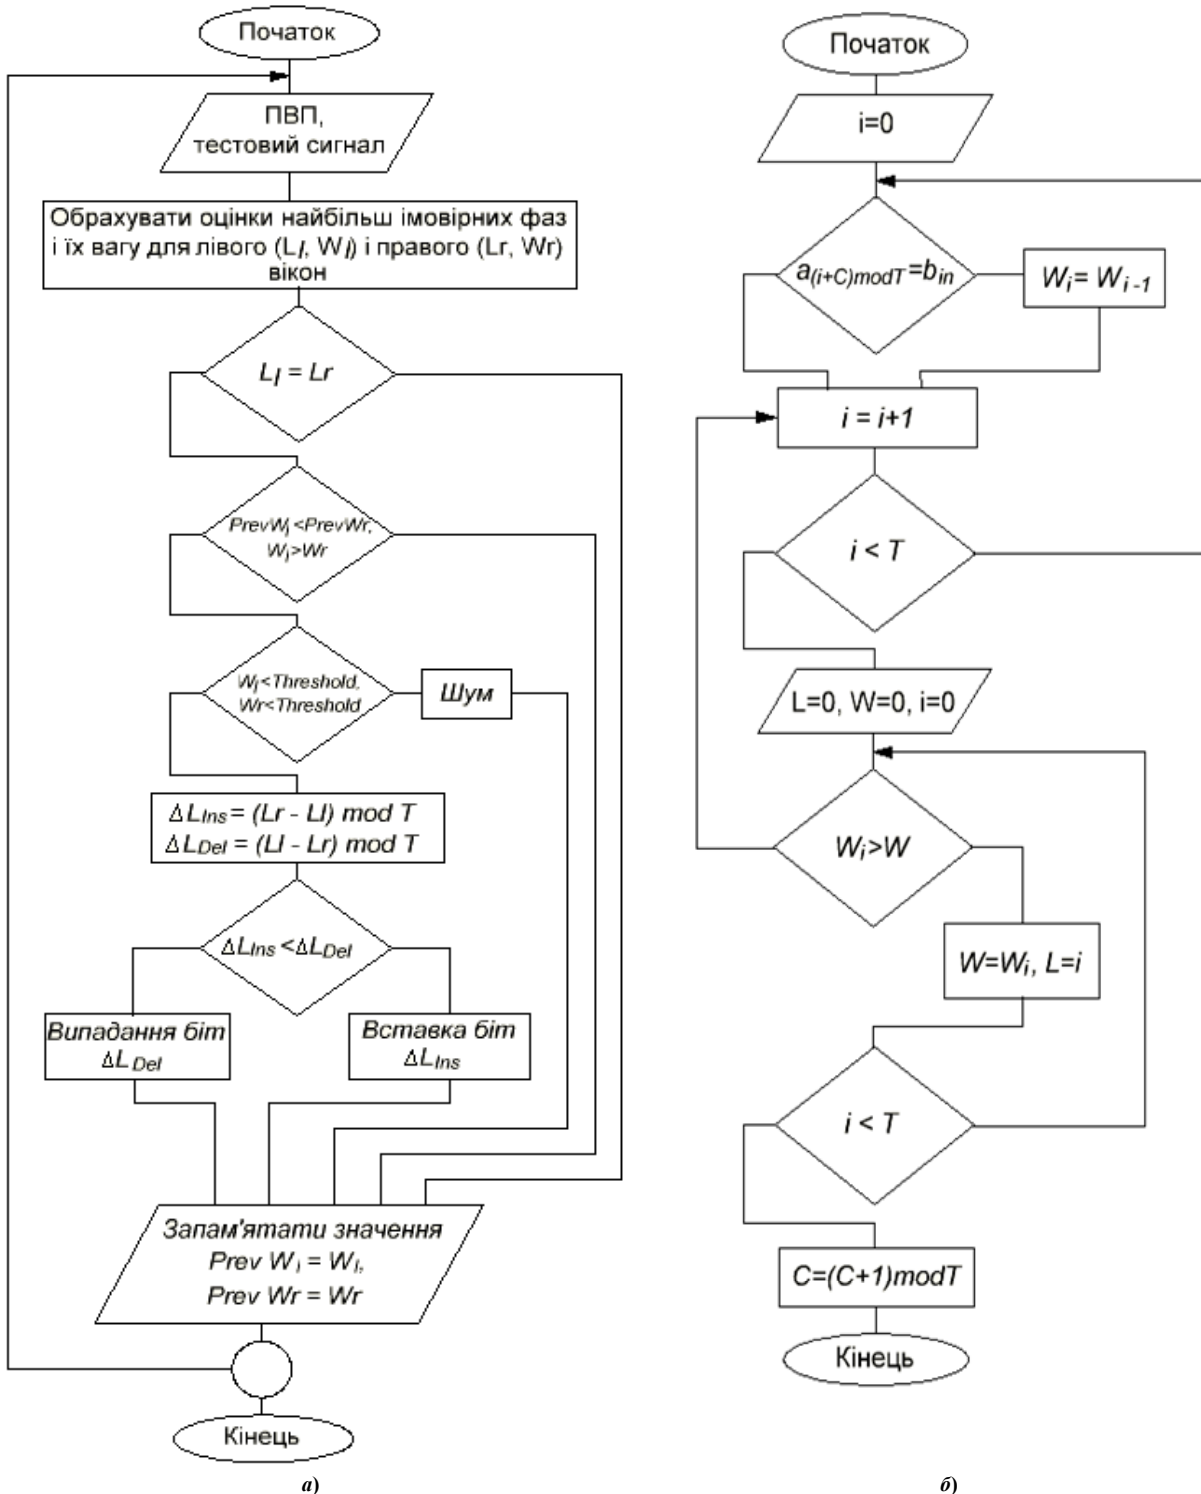 Початок
ПВП,
тестовий сигнал
Обрахувати оцінки найбільш імовірних фаз
і їх вагу для лівого (Ll, Wl) і правого (Lr, Wr)
вікон
Ll = Lr
PrevWl<PrevWr,
Wl>Wr
Wl<Threshold,
Wr<Threshold
Шум
ΔLIns = (Lr - Ll) mod T
ΔLDel = (Ll - Lr) mod T
ΔLIns <ΔLDel
Випадання біт
ΔLDel
Вставка біт
ΔLIns
Запам'ятати значення
Prev Wl = Wl,
Prev Wr = Wr
Кінець
а)
Початок
i=0
a(i+C)modT=bin
Wi= Wi-1
i = i+1
i < T
L=0, W=0, i=0
Wi>W
W=Wi, L=i
i < T
C=(C+1)modT
Кінець
б)